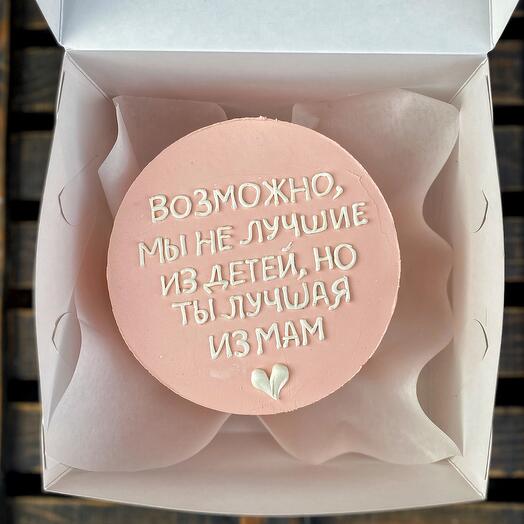 ВОЗМОЖНО,
МЫ НЕ ЛУЧШИЕ
ИЗ ДЕТЕЙ, НО
ТЫ ЛУЧШАЯ
ИЗ МАМ